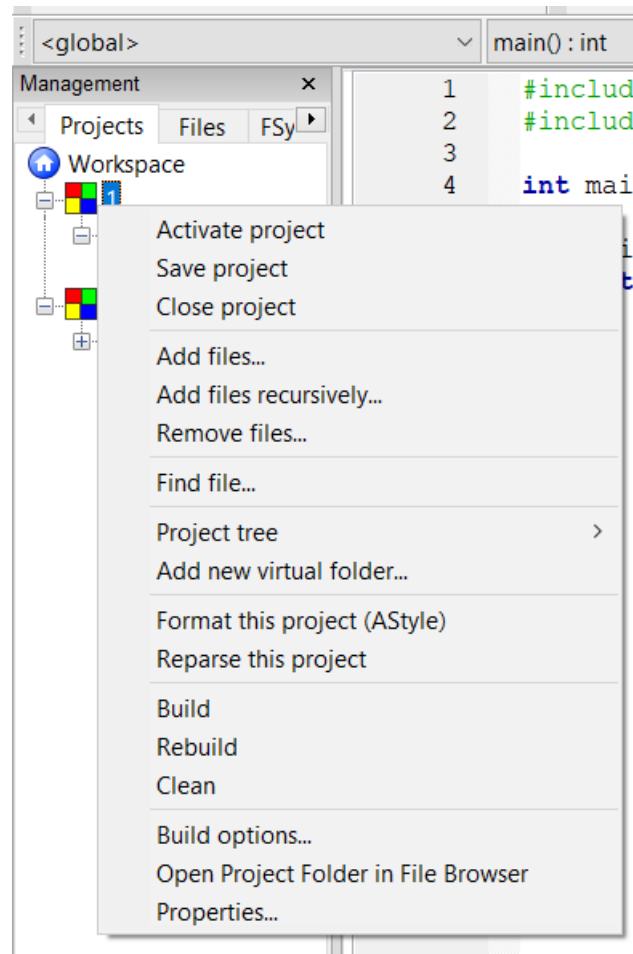 <global> main() : int
Management ×
Projects Files FSy
Workspace
1
1 #includ
2 #includ
3
4 int mai
Activate project
Save project
Close project
Add files...
Add files recursively...
Remove files...
Find file...
Project tree
Add new virtual folder...
Format this project (AStyle)
Reparse this project
Build
Rebuild
Clean
Build options...
Open Project Folder in File Browser
Properties...